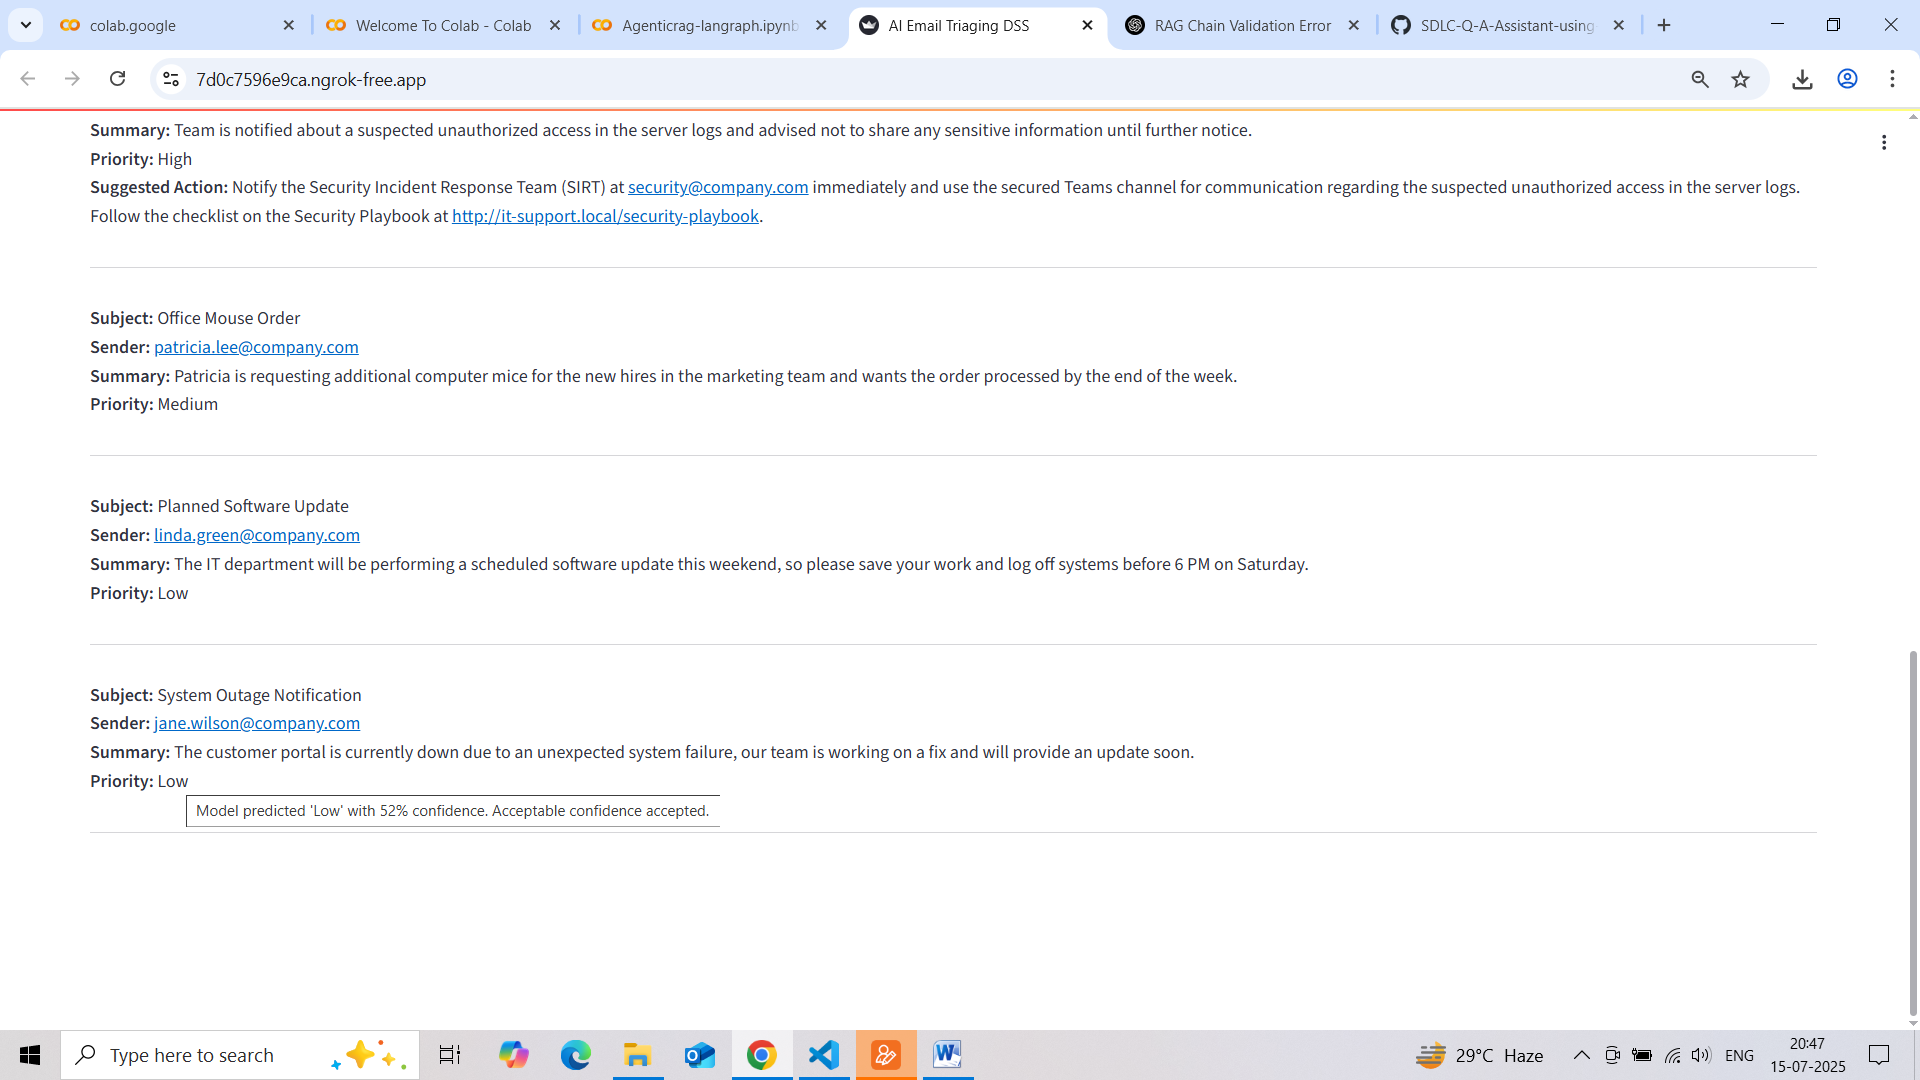 colab.google
Welcome To Colab - Colab
Agenticrag-langraph.ipynb
AI Email Triaging DSS
RAG Chain Validation Error
SDLC-Q-A-Assistant-using
7d0c7596e9ca.ngrok-free.app
Summary: Team is notified about a suspected unauthorized access in the server logs and advised not to share any sensitive information until further notice.
Priority: High
Suggested Action: Notify the Security Incident Response Team (SIRT) at security@company.com immediately and use the secured Teams channel for communication regarding the suspected unauthorized access in the server logs.
Follow the checklist on the Security Playbook at http://it-support.local/security-playbook.
Subject: Office Mouse Order
Sender: patricia.lee@company.com
Summary: Patricia is requesting additional computer mice for the new hires in the marketing team and wants the order processed by the end of the week.
Priority: Medium
Subject: Planned Software Update
Sender: linda.green@company.com
Summary: The IT department will be performing a scheduled software update this weekend, so please save your work and log off systems before 6 PM on Saturday.
Priority: Low
Subject: System Outage Notification
Sender: jane.wilson@company.com
Summary: The customer portal is currently down due to an unexpected system failure, our team is working on a fix and will provide an update soon.
Priority: Low
Model predicted 'Low' with 52% confidence. Acceptable confidence accepted.
Type here to search
29°C Haze
ENG
20:47
15-07-2025